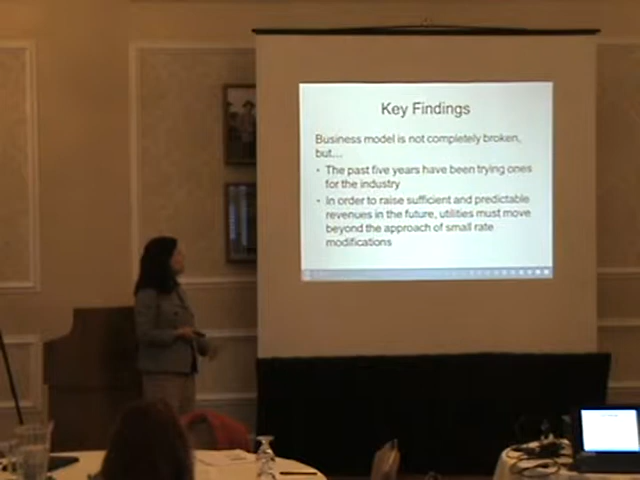 Key Findings
Business model is not completely broken,
but...
• The past five years have been trying ones
for the industry
• In order to raise sufficient and predictable
revenues in the future, utilities must move
beyond the approach of small rate
modifications